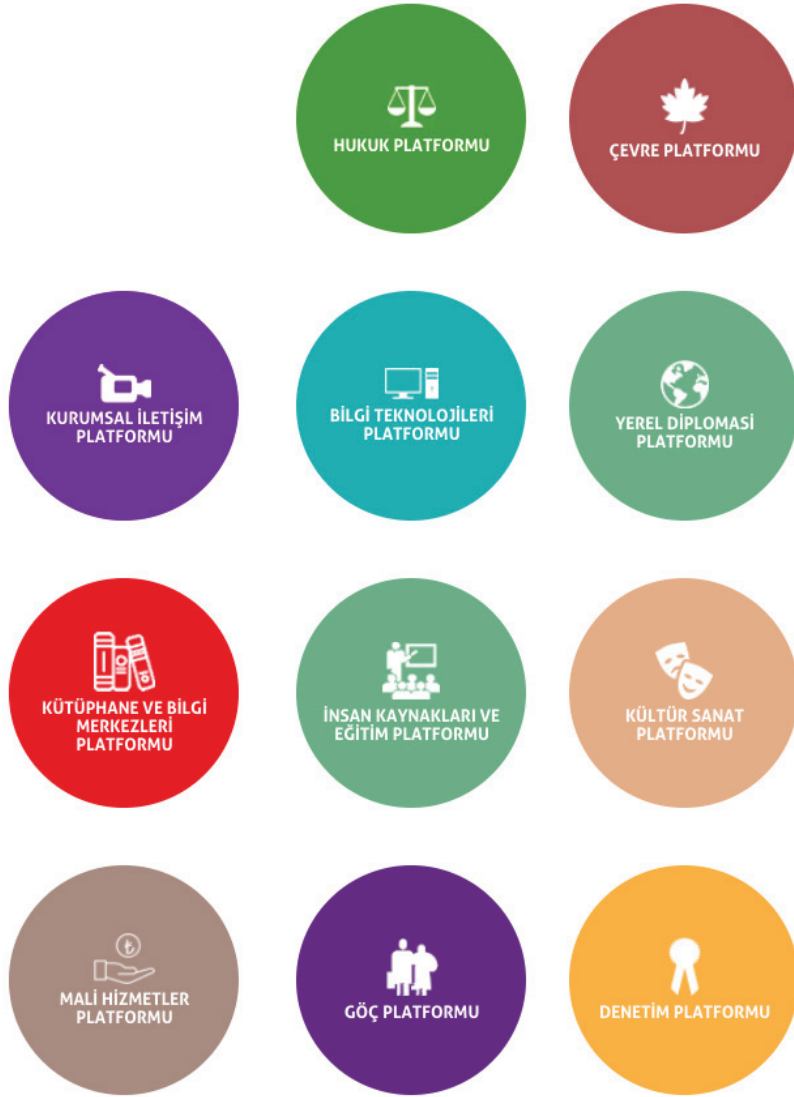 HUKUK PLATFORMU
ÇEVRE PLATFORMU
KURUMSAL İLETİŞİM
PLATFORMU
BİLGİ TEKNOLOJİLERİ
PLATFORMU
YEREL DİPLOMASİ
PLATFORMU
KÜTÜPHANE VE BİLGİ
MERKEZLERİ
PLATFORMU
İNSAN KAYNAKLARI VE
EĞİTİM PLATFORMU
KÜLTÜR SANAT
PLATFORMU
MALİ HİZMETLER
PLATFORMU
GÖÇ PLATFORMU
DENETİM PLATFORMU